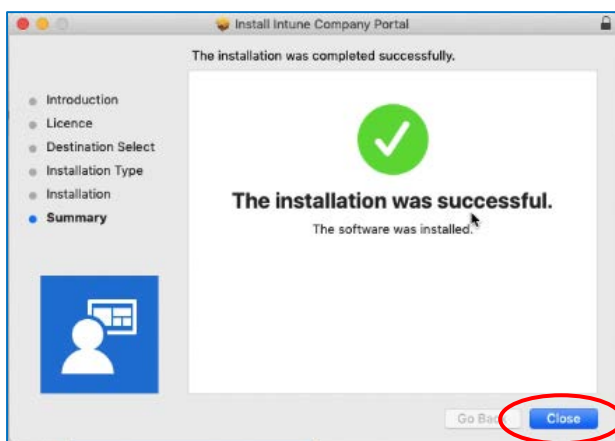 Install Intune Company Portal
The installation was completed successfully.
Introduction
Licence
Destination Select
Installation Type
Installation
Summary
The installation was successful.
The software was installed.
Go Back
Close